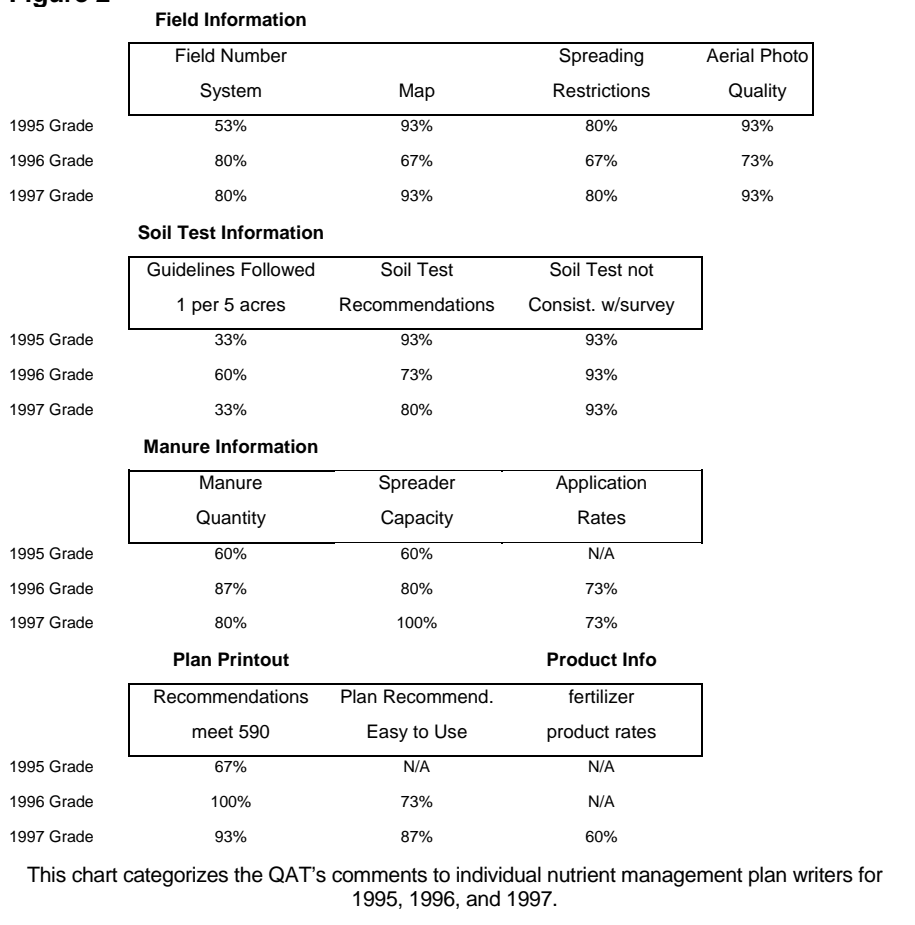 Figure 2
Field Information
Field Number Spreading Aerial Photo
System Map Restrictions Quality
1995 Grade 53% 93% 80% 93%
1996 Grade 80% 67% 67% 73%
1997 Grade 80% 93% 80% 93%
Soil Test Information
Guidelines Followed Soil Test Soil Test not
1 per 5 acres Recommendations Consist. w/survey
1995 Grade 33% 93% 93%
1996 Grade 60% 73% 93%
1997 Grade 33% 80% 93%
Manure Information
Manure Spreader Application
Quantity Capacity Rates
1995 Grade 60% 60% N/A
1996 Grade 87% 80% 73%
1997 Grade 80% 100% 73%
Plan Printout Product Info
Recommendations Plan Recommend. fertilizer
meet 590 Easy to Use product rates
1995 Grade 67% N/A N/A
1996 Grade 100% 73% N/A
1997 Grade 93% 87% 60%
This chart categorizes the QAT's comments to individual nutrient management plan writers for
1995, 1996, and 1997.